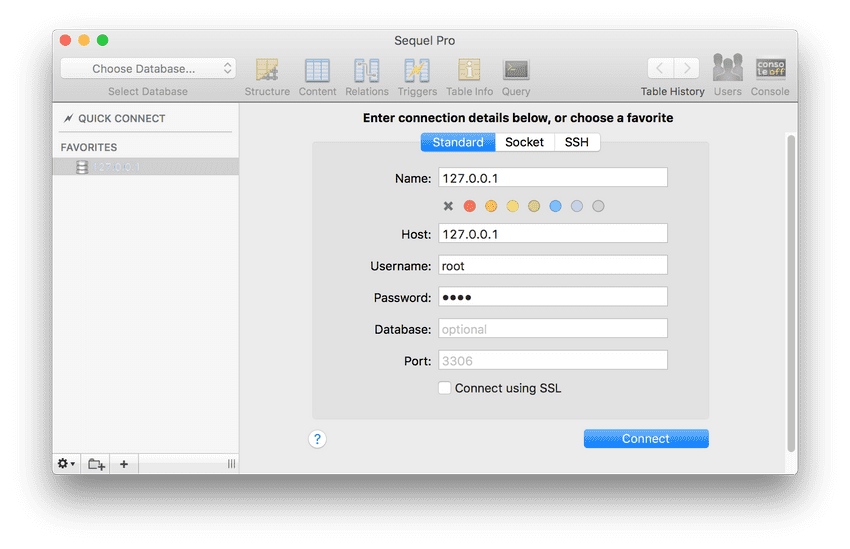 Sequel Pro
Choose Database...
Select Database
Structure
Content
Relations
Triggers
Table Info
Query
Table History
Users
conso
le off
Console
QUICK CONNECT
FAVORITES
127.0.0.1
Enter connection details below, or choose a favorite
Standard
Socket
SSH
Name: 127.0.0.1
Host: 127.0.0.1
Username: root
Password: ●●●●
Database: optional
Port: 3306
Connect using SSL
?
Connect